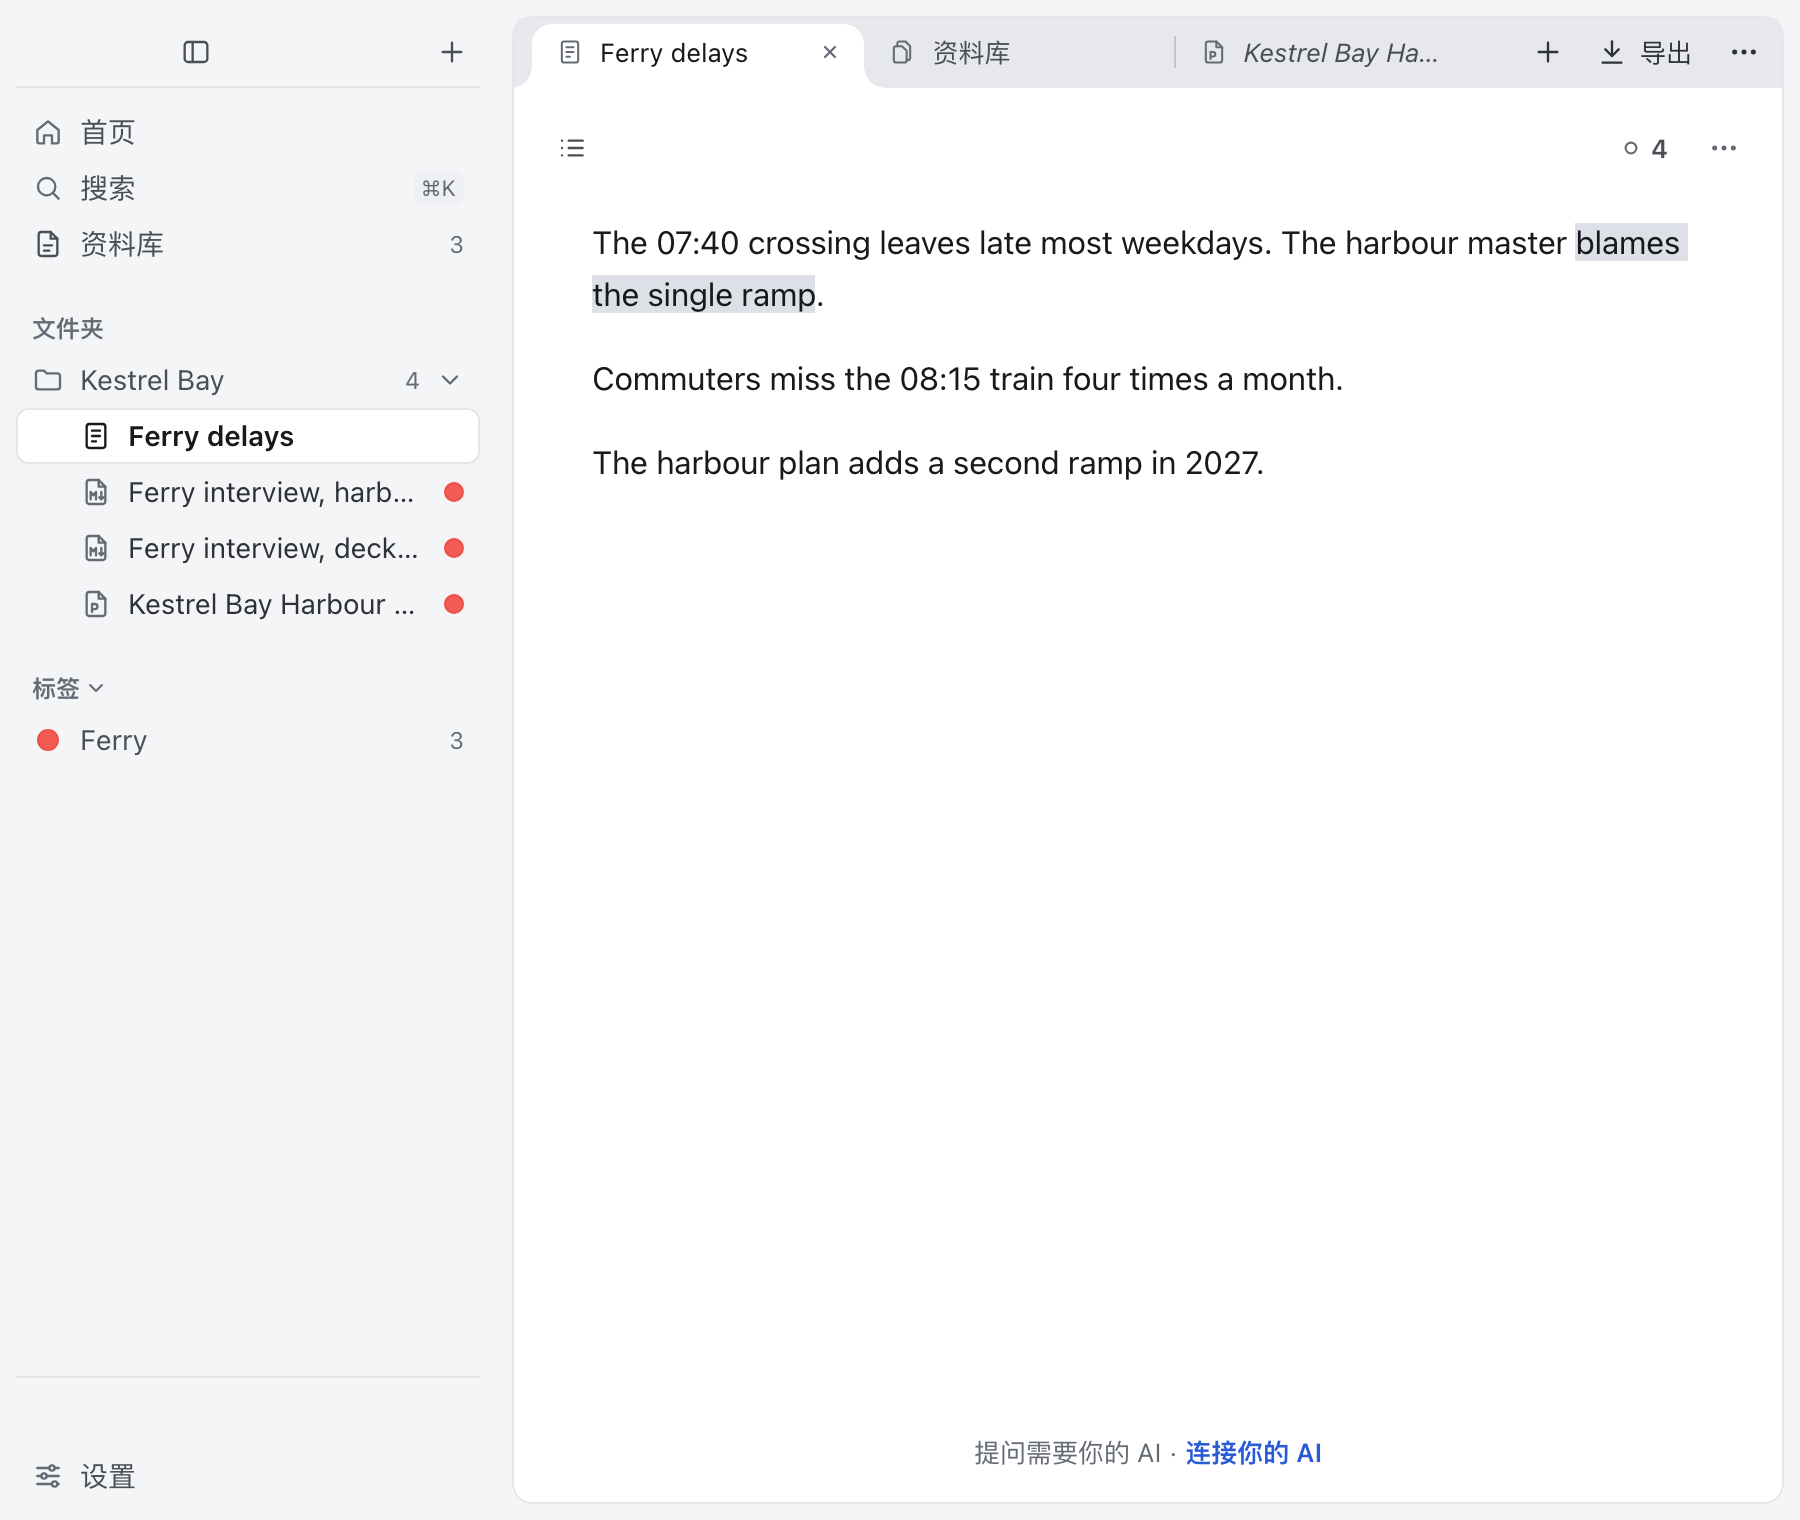 Ferry delays
资料库
Kestrel Bay Ha...
导出
首页
搜索 ⌘K
资料库 3
文件夹
Kestrel Bay 4
Ferry delays
Ferry interview, harb...
Ferry interview, deck...
Kestrel Bay Harbour ...
标签
Ferry 3
设置
4
The 07:40 crossing leaves late most weekdays. The harbour master blames
the single ramp.
Commuters miss the 08:15 train four times a month.
The harbour plan adds a second ramp in 2027.
提问需要你的 AI · 连接你的 AI